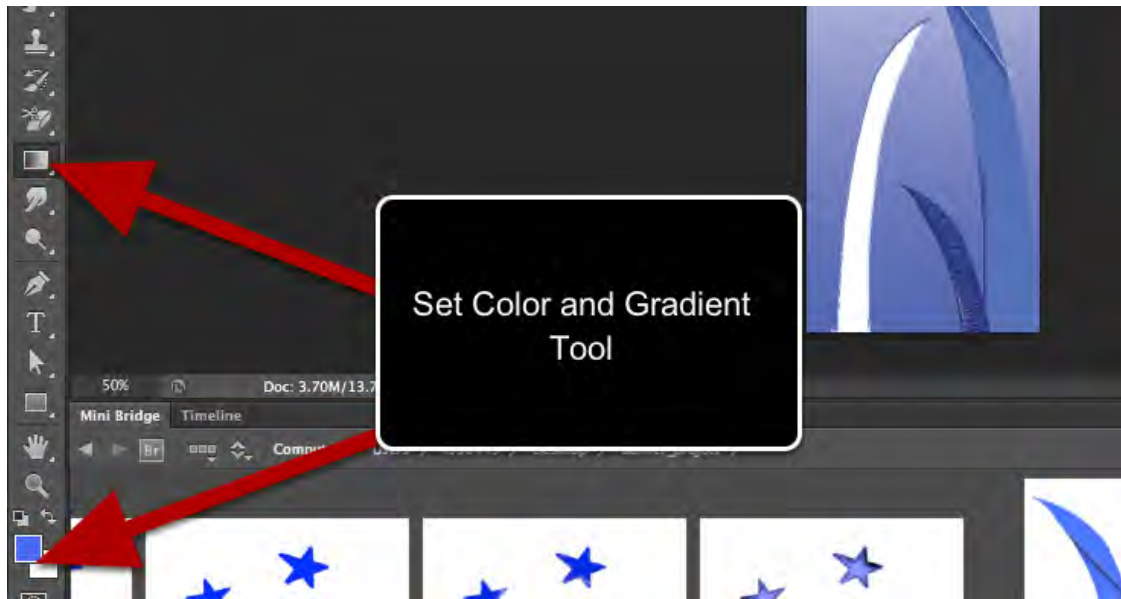 Set Color and Gradient
Tool
T
50%
Doc: 3.70M/13.7
Mini Bridge
Timeline
Br